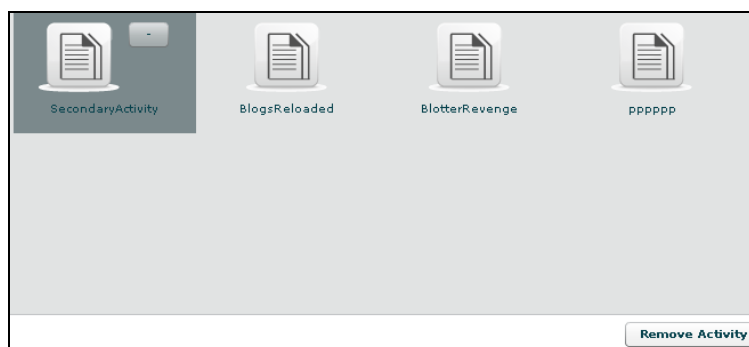 -
SecondaryActivity
BlogsReloaded
BlotterRevenge
pppppp
Remove Activity